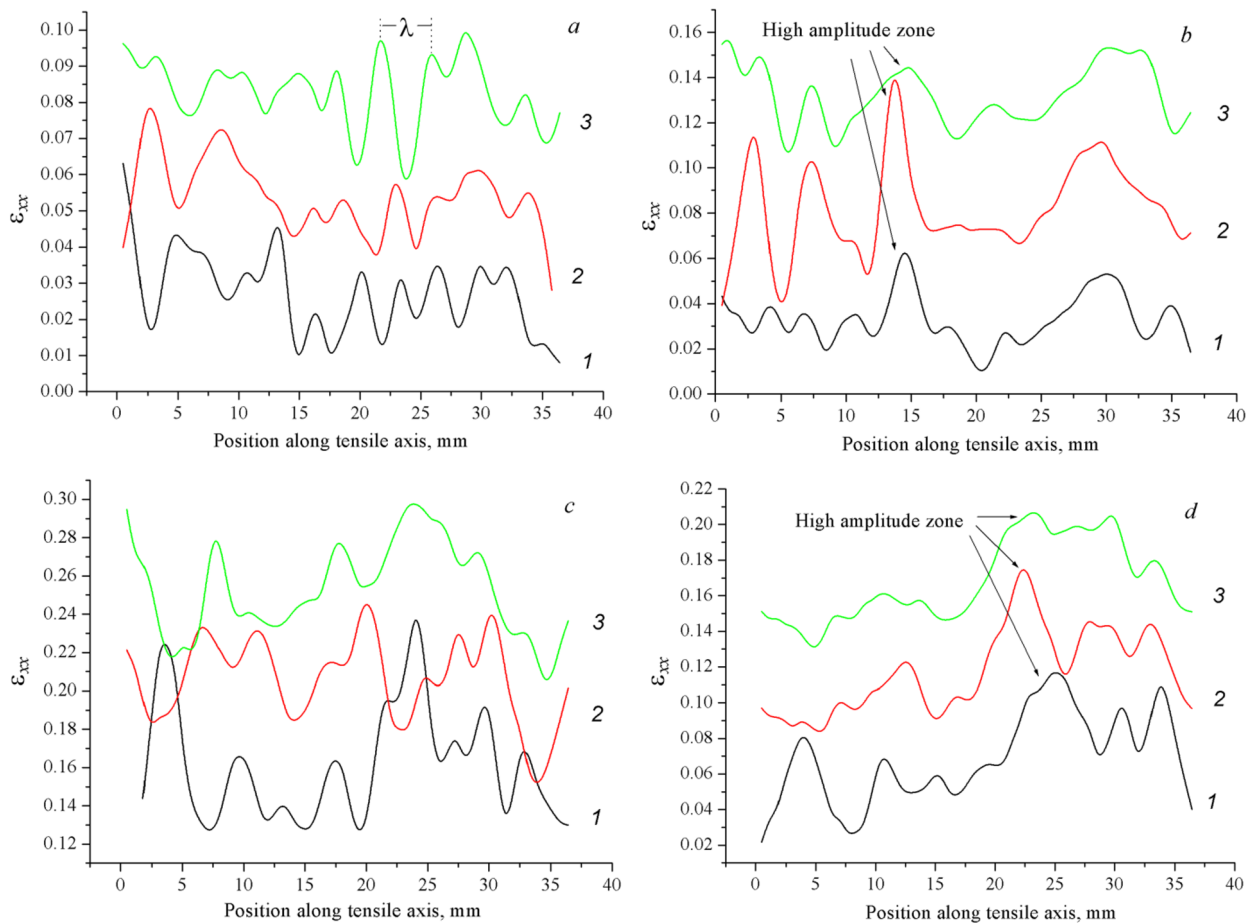 a
λ
0.10
0.09
0.08
0.07
0.06
0.05
0.04
0.03
0.02
0.01
0.00
εxx
3
2
1
0 5 10 15 20 25 30 35 40
Position along tensile axis, mm
b
High amplitude zone
0.16
0.14
0.12
0.10
0.08
0.06
0.04
0.02
0.00
εxx
3
2
1
0 5 10 15 20 25 30 35 40
Position along tensile axis, mm
c
0.30
0.28
0.26
0.24
0.22
0.20
0.18
0.16
0.13
0.12
εxx
3
2
1
0 5 10 15 20 25 30 35 40
Position along tensile axis, mm
d
High amplitude zone
0.22
0.20
0.18
0.16
0.14
0.12
0.10
0.08
0.06
0.04
0.02
εxx
3
2
1
0 5 10 15 20 25 30 35 40
Position along tensile axis, mm